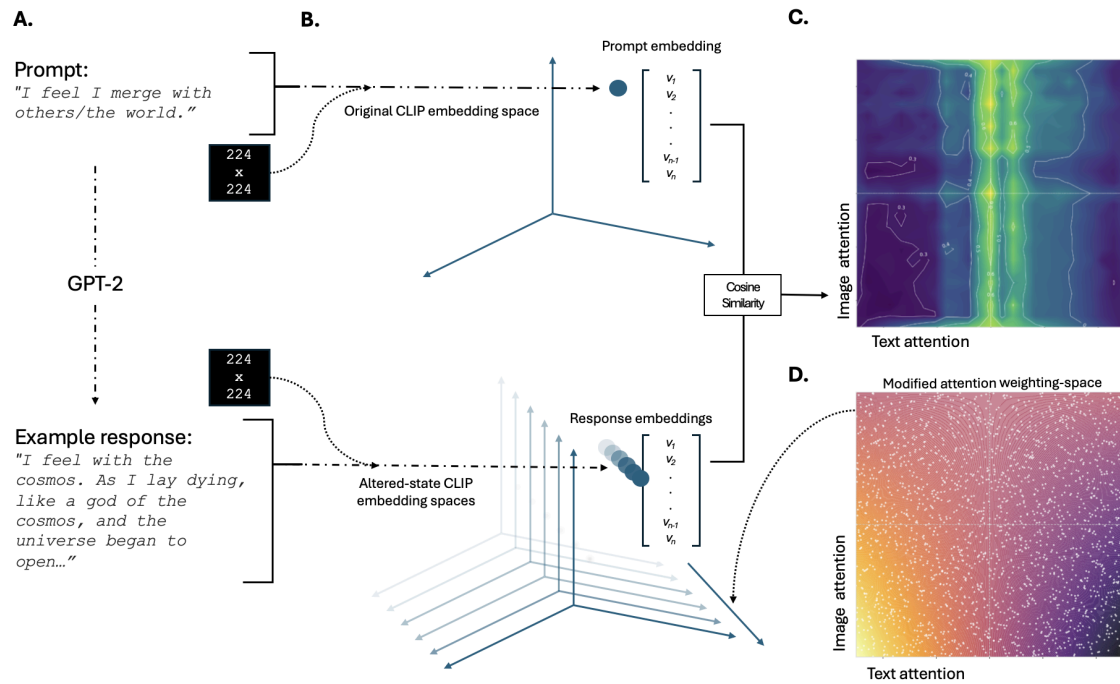 A.
Prompt:
"I feel I merge with
others/the world.”
224
x
224
GPT-2
224
x
224
Example response:
"I feel with the
cosmos. As I lay dying,
like a god of the
cosmos, and the
universe began to
open…”
B.
Prompt embedding
Original CLIP embedding space
v1
v2
.
.
.
vn-1
vn
Cosine
Similarity
Response embeddings
Altered-state CLIP
embedding spaces
v1
v2
.
.
.
vn-1
vn
C.
Image attention
Text attention
D.
Modified attention weighting-space
Image attention
Text attention